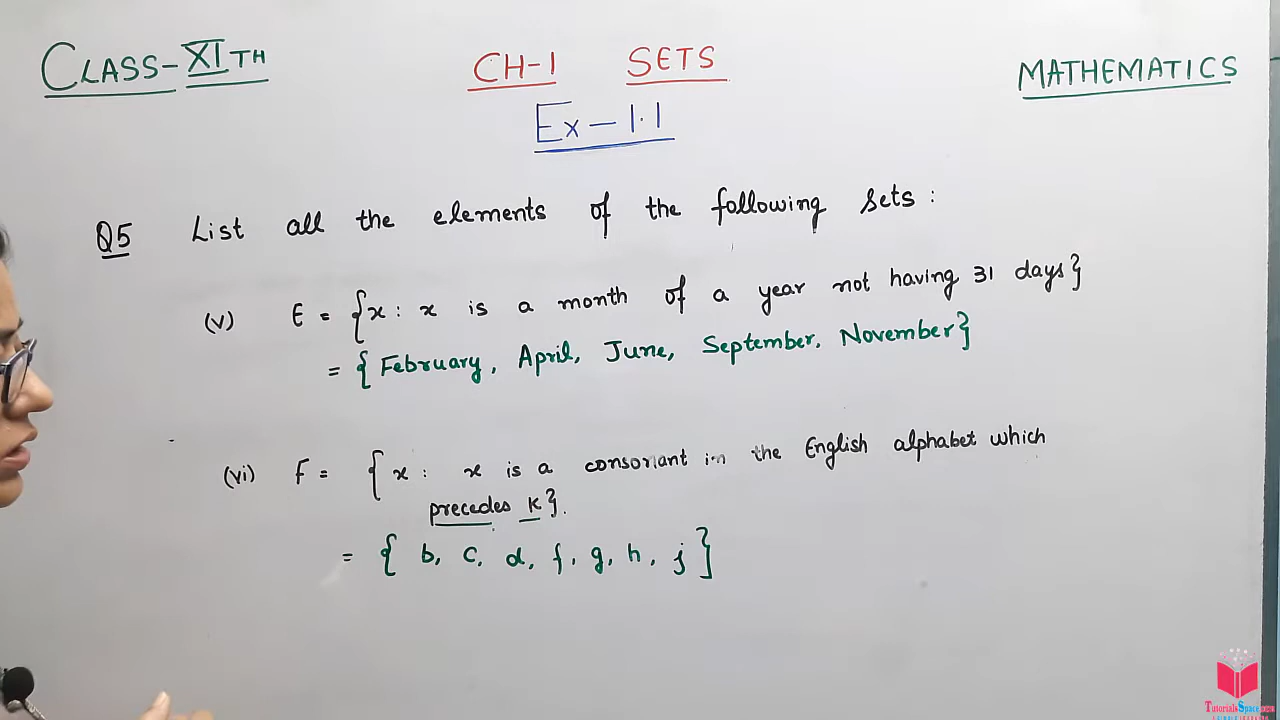 CLASS-XITH CH-1 SETS MATHEMATICS
Ex-1.1
Q5 List all the elements of the following sets:
(v) E = {x: x is a month of a year not having 31 days}
= {February, April, June, September. November}
(vi) F = {x: x is a consonant in the English alphabet which
precedes K}.
= {b, c, d, f, g, h, j}
TutorialsSpace.com